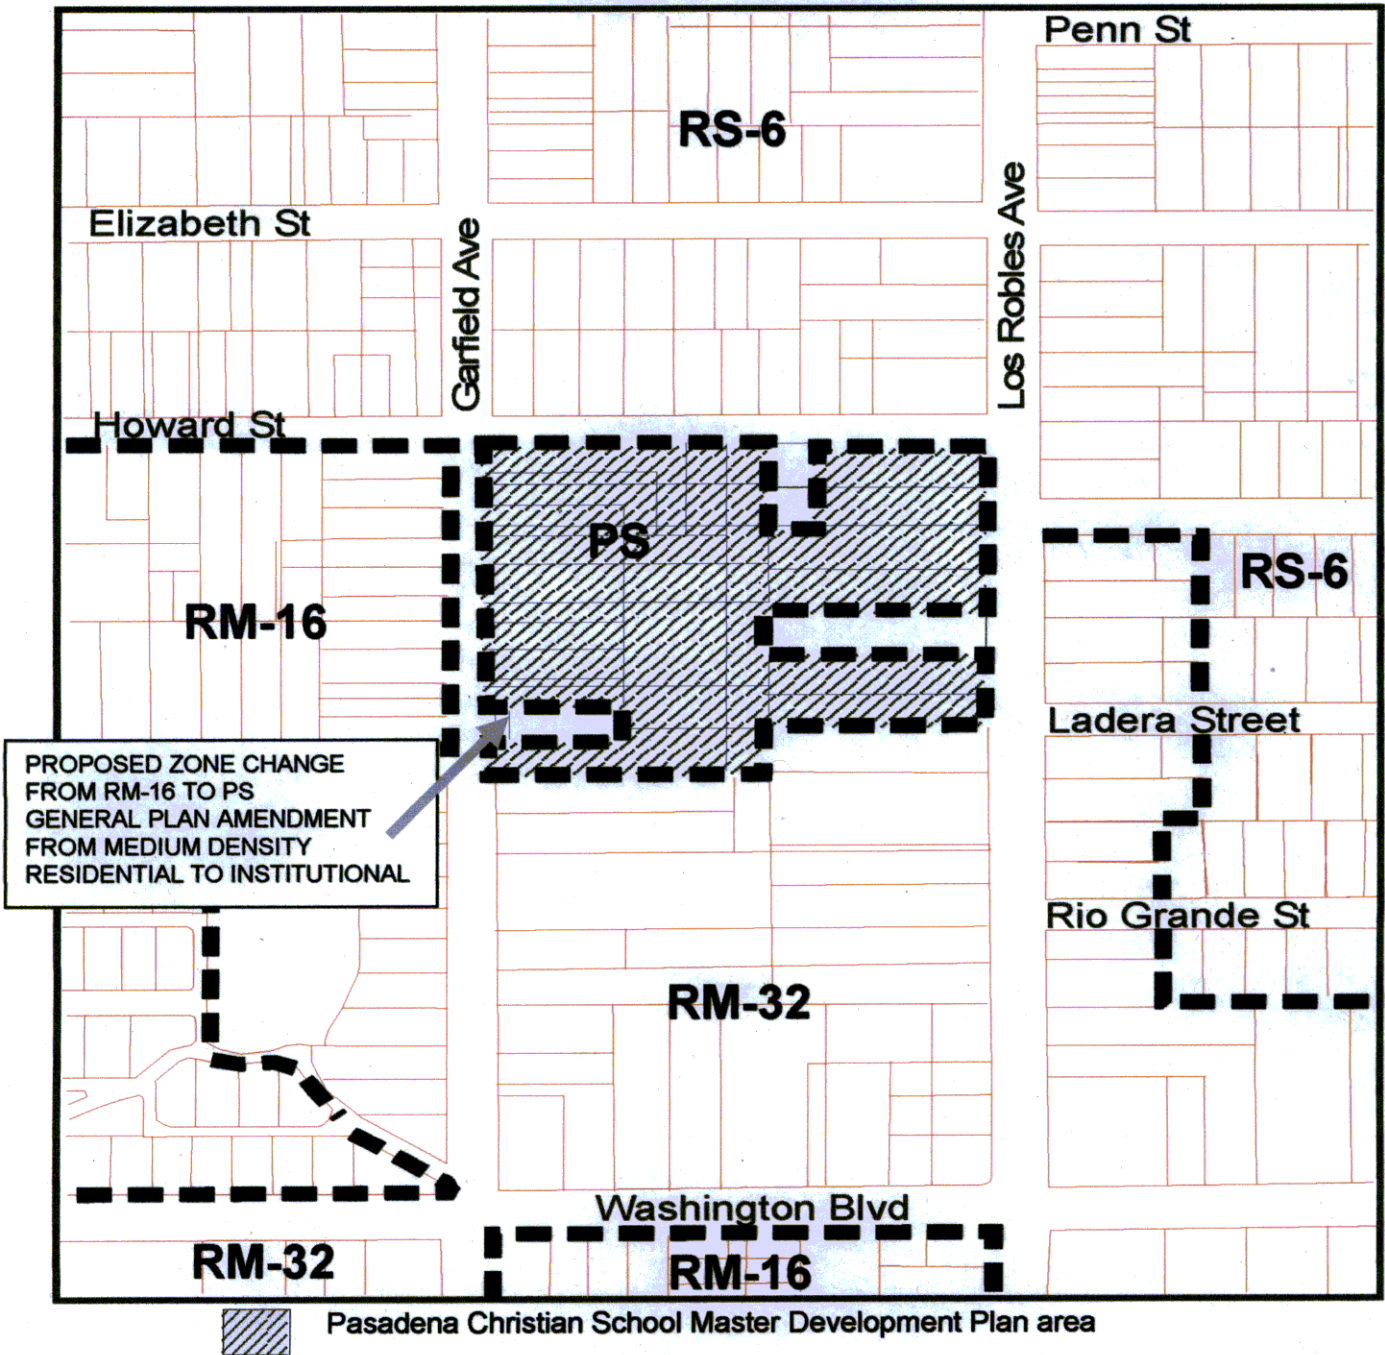 Penn St
RS-6
Elizabeth St
Garfield Ave
Los Robles Ave
Howard St
PS
RS-6
RM-16
Ladera Street
PROPOSED ZONE CHANGE
FROM RM-16 TO PS
GENERAL PLAN AMENDMENT
FROM MEDIUM DENSITY
RESIDENTIAL TO INSTITUTIONAL
Rio Grande St
RM-32
Washington Blvd
RM-32
RM-16
Pasadena Christian School Master Development Plan area